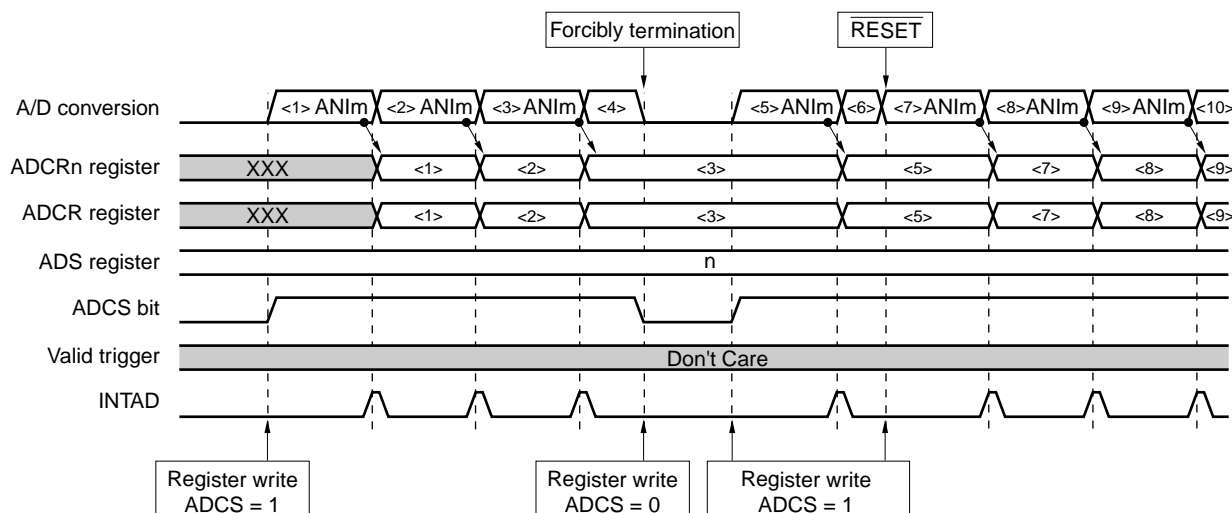 Forcibly termination
RESET
A/D conversion <1> ANIm <2> ANIm <3> ANIm <4> <5> ANIm <6> <7> ANIm <8> ANIm <9> ANIm <10>
ADCRn register XXX <1> <2> <3> <5> <7> <8> <9>
ADCR register XXX <1> <2> <3> <5> <7> <8> <9>
ADS register n
ADCS bit
Valid trigger Don't Care
INTAD
Register write
ADCS = 1
Register write
ADCS = 0
Register write
ADCS = 1